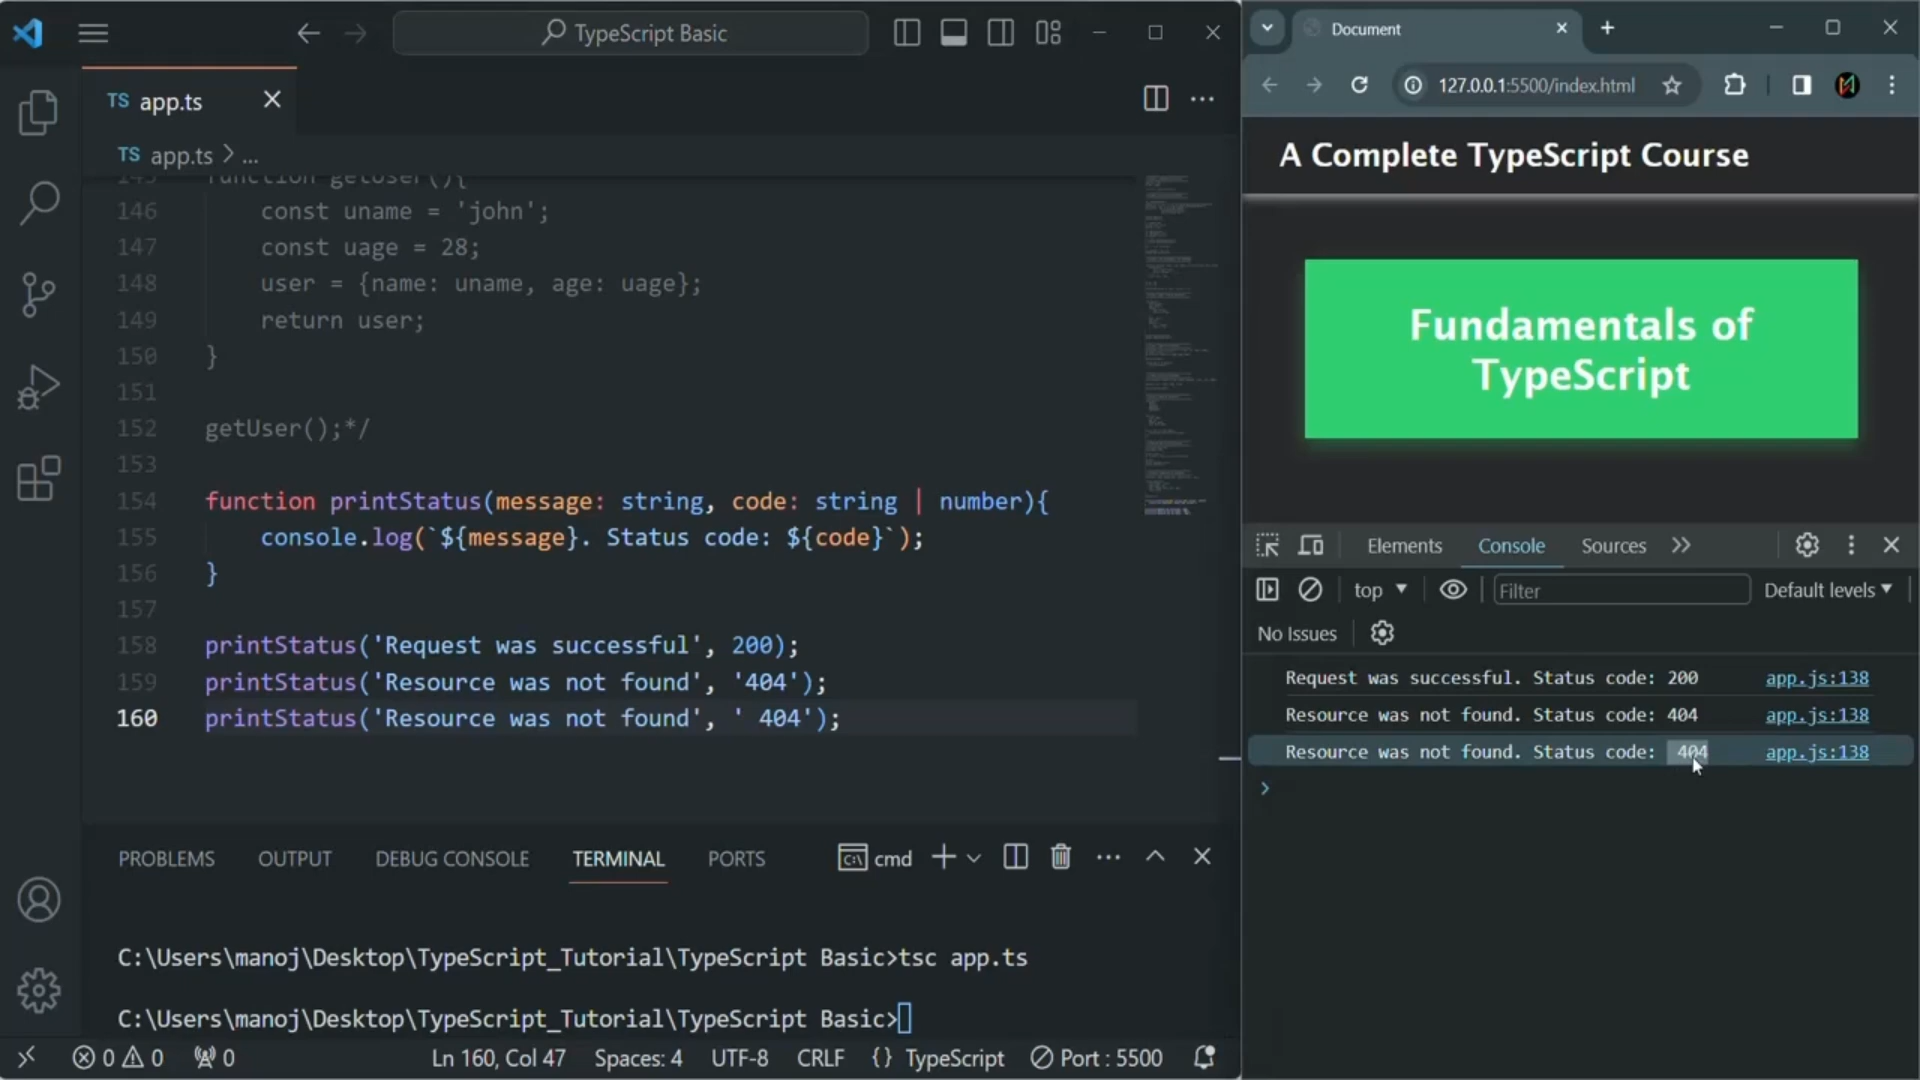 TypeScript Basic
TS app.ts
TS app.ts > ...
145 function getUser(){
146 const uname = 'john';
147 const uage = 28;
148 user = {name: uname, age: uage};
149 return user;
150 }
151
152 getUser();*/
153
154 function printStatus(message: string, code: string | number){
155 console.log(`${message}. Status code: ${code}`);
156 }
157
158 printStatus('Request was successful', 200);
159 printStatus('Resource was not found', '404');
160 printStatus('Resource was not found', ' 404');
PROBLEMS OUTPUT DEBUG CONSOLE TERMINAL PORTS cmd
C:\Users\manoj\Desktop\TypeScript_Tutorial\TypeScript Basic>tsc app.ts
C:\Users\manoj\Desktop\TypeScript_Tutorial\TypeScript Basic>
0 0 0 Ln 160, Col 47 Spaces: 4 UTF-8 CRLF {} TypeScript Port : 5500
Document
127.0.0.1:5500/index.html
A Complete TypeScript Course
Fundamentals of
TypeScript
Elements Console Sources
top Filter Default levels
No Issues
Request was successful. Status code: 200 app.js:138
Resource was not found. Status code: 404 app.js:138
Resource was not found. Status code:  404 app.js:138